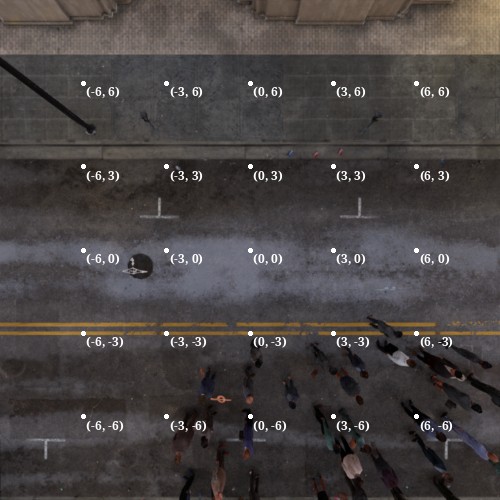 (-6, 6) (-3, 6) (0, 6) (3, 6) (6, 6)
(-6, 3) (-3, 3) (0, 3) (3, 3) (6, 3)
(-6, 0) (-3, 0) (0, 0) (3, 0) (6, 0)
(-6, -3) (-3, -3) (0, -3) (3, -3) (6, -3)
(-6, -6) (-3, -6) (0, -6) (3, -6) (6, -6)